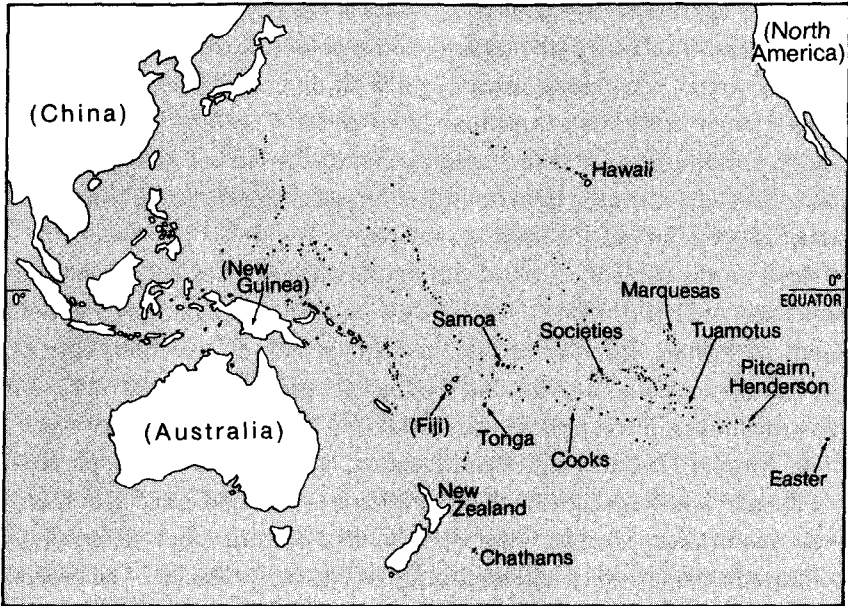 (North
America)
(China)
Hawaii
(New
Guinea)
0°
0°
EQUATOR
Marquesas
Samoa
Societies
Tuamotus
Pitcairn,
Henderson
(Australia)
(Fiji)
Tonga
Cooks
Easter
New
Zealand
Chathams